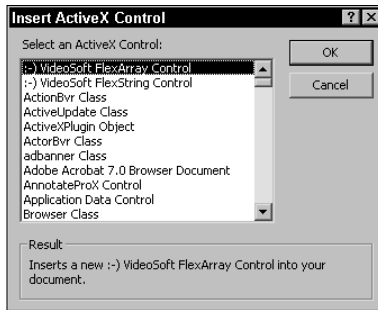 Insert ActiveX Control
Select an ActiveX Control:
:-) VideoSoft FlexArray Control
:-) VideoSoft FlexString Control
ActionBvr Class
ActiveUpdate Class
ActiveXPlugin Object
ActorBvr Class
adbanner Class
Adobe Acrobat 7.0 Browser Document
AnnotateProX Control
Application Data Control
Browser Class
OK
Cancel
Result
Inserts a new :-) VideoSoft FlexArray Control into your
document.